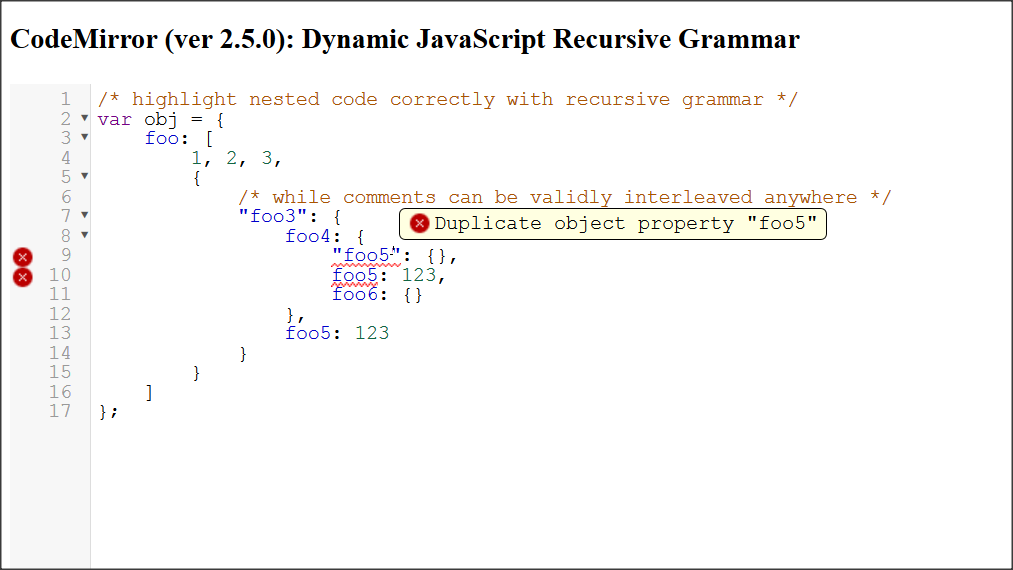 CodeMirror (ver 2.5.0): Dynamic JavaScript Recursive Grammar
1 /* highlight nested code correctly with recursive grammar */
2 var obj = {
3 foo: [
4 1, 2, 3,
5 {
6 /* while comments can be validly interleaved anywhere */
7 "foo3": {
Duplicate object property "foo5"
8 foo4: {
9 "foo5": {},
10 foo5: 123,
11 foo6: {}
12 },
13 foo5: 123
14 }
15 }
16 ]
17 };